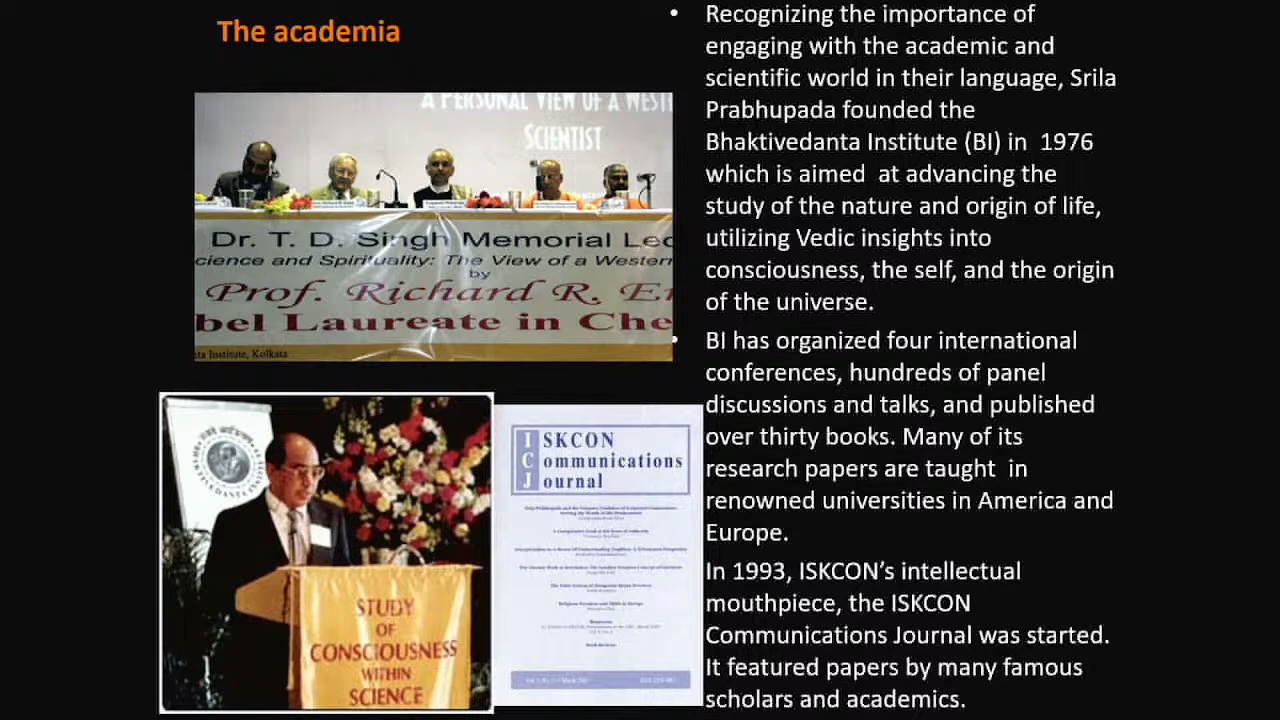 The academia
A PERSONAL VIEW OF A WEST
SCIENTIST
Dr. T. D. Singh Memorial Lec
cience and Spirituality: The View of a Western
by
Prof. Richard R. Er
bel Laureate in Che
ta Institute, Kolkata
STUDY
OF
CONSCIOUSNESS
WITHIN
SCIENCE
ISKCON
Communications
Journal
• Recognizing the importance of
engaging with the academic and
scientific world in their language, Srila
Prabhupada founded the
Bhaktivedanta Institute (BI) in 1976
which is aimed at advancing the
study of the nature and origin of life,
utilizing Vedic insights into
consciousness, the self, and the origin
of the universe.
• BI has organized four international
conferences, hundreds of panel
discussions and talks, and published
over thirty books. Many of its
research papers are taught in
renowned universities in America and
Europe.
In 1993, ISKCON's intellectual
mouthpiece, the ISKCON
Communications Journal was started.
It featured papers by many famous
scholars and academics.